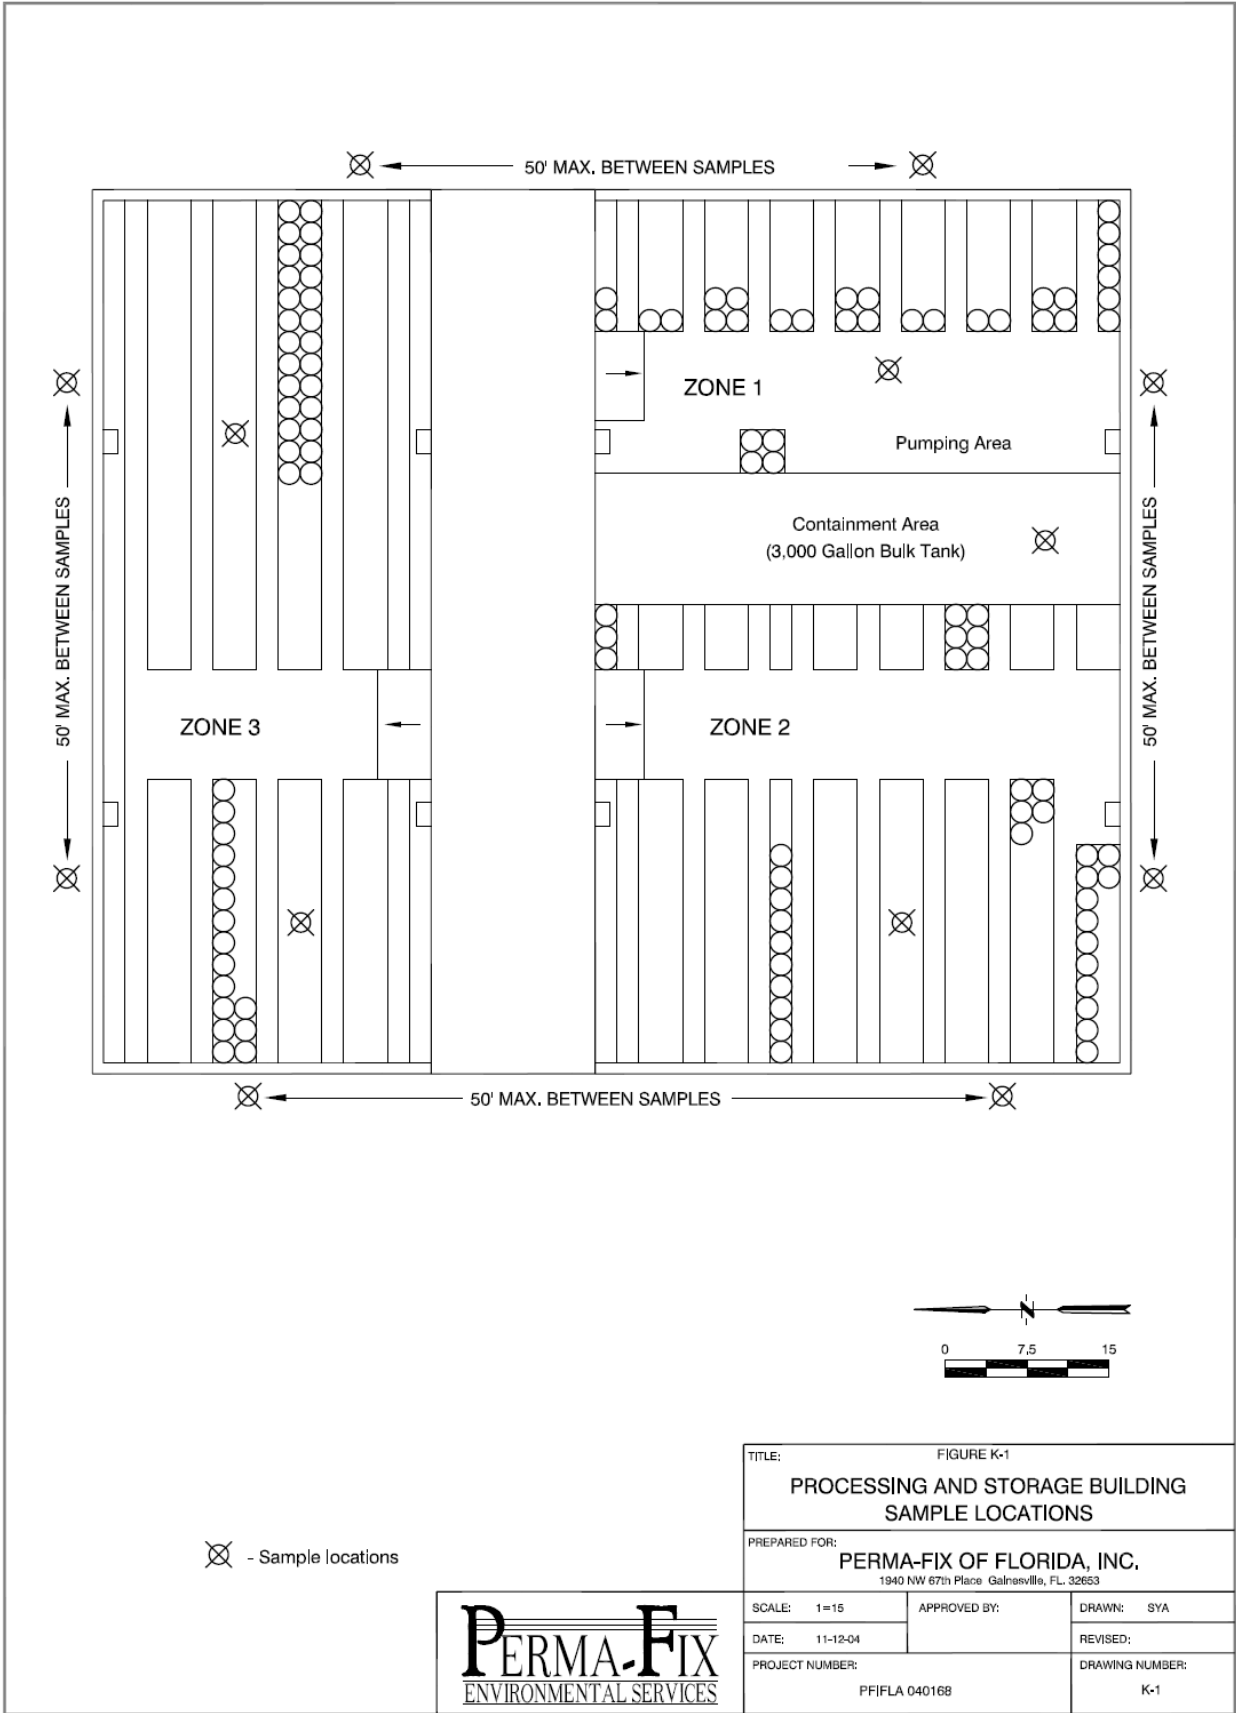 50' MAX. BETWEEN SAMPLES
ZONE 1
Pumping Area
Containment Area
(3,000 Gallon Bulk Tank)
50' MAX. BETWEEN SAMPLES
50' MAX. BETWEEN SAMPLES
ZONE 3
ZONE 2
50' MAX. BETWEEN SAMPLES
N
0 7.5 15
- Sample locations
TITLE: FIGURE K-1
PROCESSING AND STORAGE BUILDING
SAMPLE LOCATIONS
PREPARED FOR:
PERMA-FIX OF FLORIDA, INC.
1940 NW 67th Place Gainesville, FL. 32653
SCALE: 1=15 APPROVED BY: DRAWN: SYA
DATE: 11-12-04 REVISED:
PROJECT NUMBER: DRAWING NUMBER:
PFIFLA 040168 K-1
PERMA-FIX
ENVIRONMENTAL SERVICES